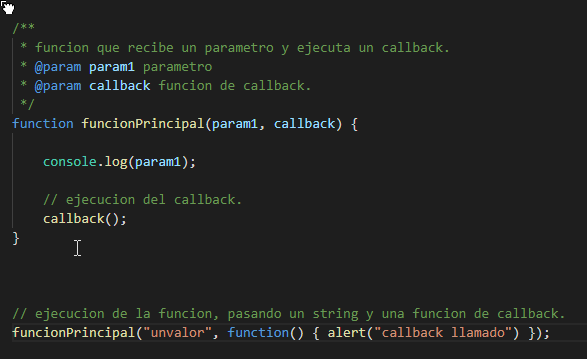 /**
 * funcion que recibe un parametro y ejecuta un callback.
 * @param param1 parametro
 * @param callback funcion de callback.
 */
function funcionPrincipal(param1, callback) {
    console.log(param1);
    // ejecucion del callback.
    callback();
}
// ejecucion de la funcion, pasando un string y una funcion de callback.
funcionPrincipal("unvalor", function() { alert("callback llamado") });